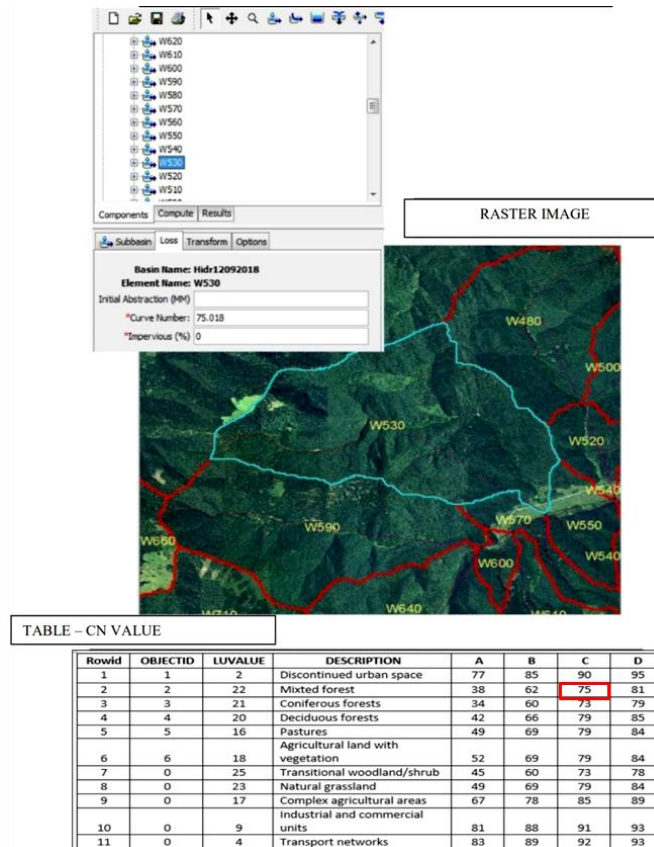 W620
W610
W600
W590
W580
W570
W560
W550
W540
W530
W520
W510
Components Compute Results
Subbasin Loss Transform Options
Basin Name: Hidr12092018
Element Name: W530
Initial Abstraction (MM)
*Curve Number: 75.018
*Impervious (%) 0
RASTER IMAGE
W480
W500
W530
W520
W540
W590
W570
W550
W660
W600
W540
W640
TABLE – CN VALUE
Rowid OBJECTID LUVALUE DESCRIPTION A B C D
1 1 2 Discontinued urban space 77 85 90 95
2 2 22 Mixted forest 38 62 75 81
3 3 21 Coniferous forests 34 60 73 79
4 4 20 Deciduous forests 42 66 79 85
5 5 16 Pastures 49 69 79 84
Agricultural land with
6 6 18 vegetation 52 69 79 84
7 0 25 Transitional woodland/shrub 45 60 73 78
8 0 23 Natural grassland 49 69 79 84
9 0 17 Complex agricultural areas 67 78 85 89
Industrial and commercial
10 0 9 units 81 88 91 93
11 0 4 Transport networks 83 89 92 93